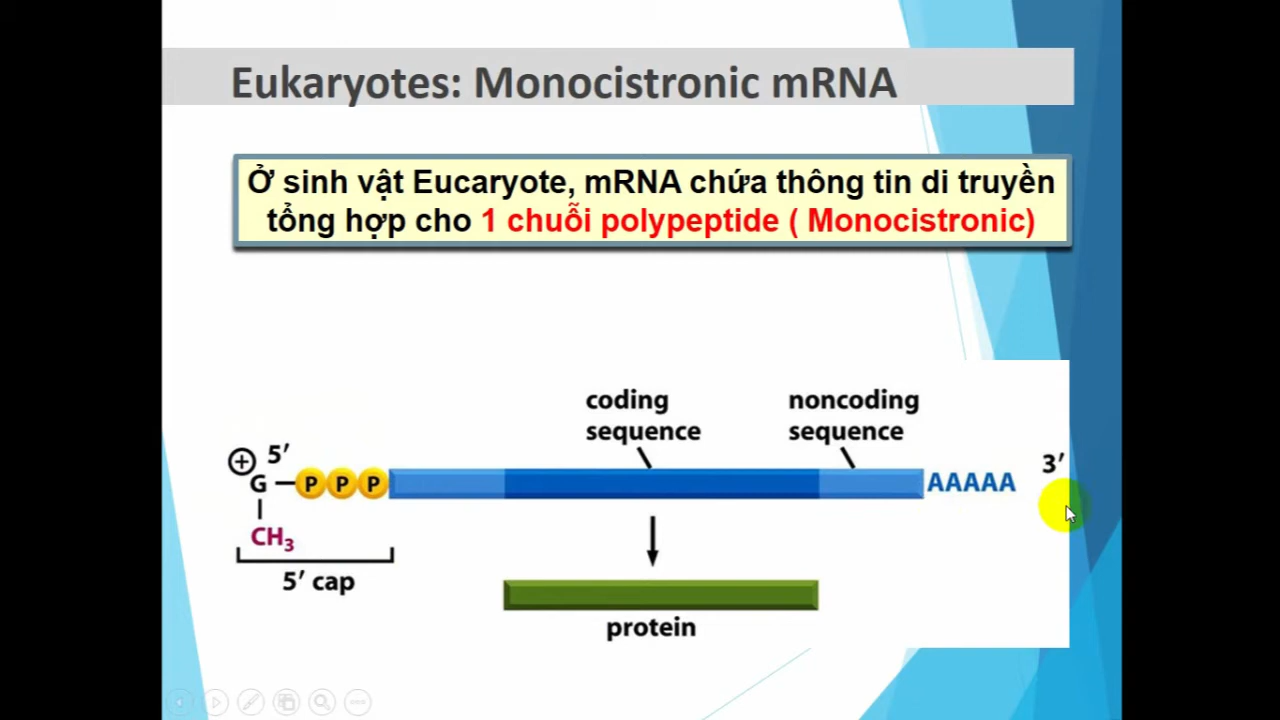 Eukaryotes: Monocistronic mRNA
Ở sinh vật Eucaryote, mRNA chứa thông tin di truyền
tổng hợp cho 1 chuỗi polypeptide ( Monocistronic)
coding
sequence
noncoding
sequence
+
5′
G
P P P
AAAAA
3′
CH₃
5′ cap
protein